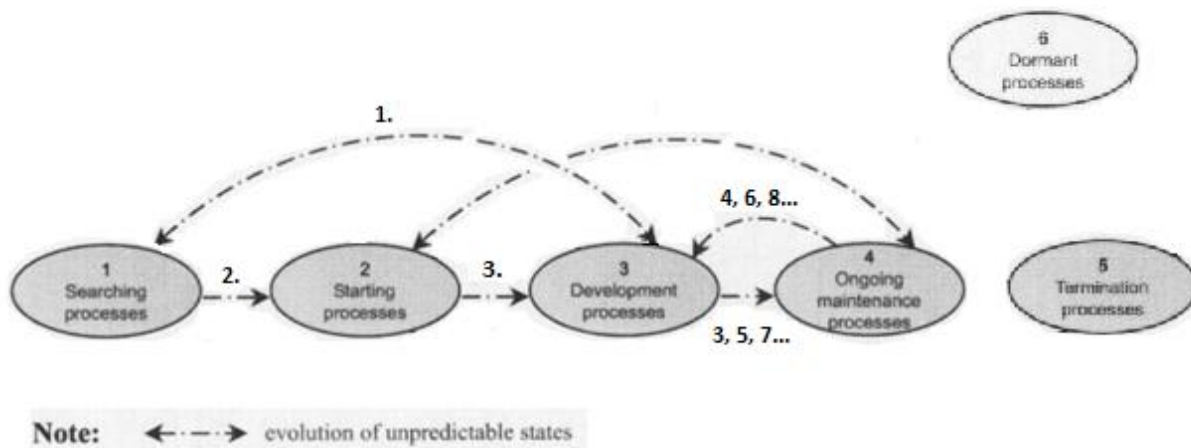 6
Dormant
processes
1.
4, 6, 8...
1
Searching
processes
2.
2
Starting
processes
3.
3
Development
processes
3, 5, 7...
4
Ongoing
maintenance
processes
5
Termination
processes
Note: evolution of unpredictable states